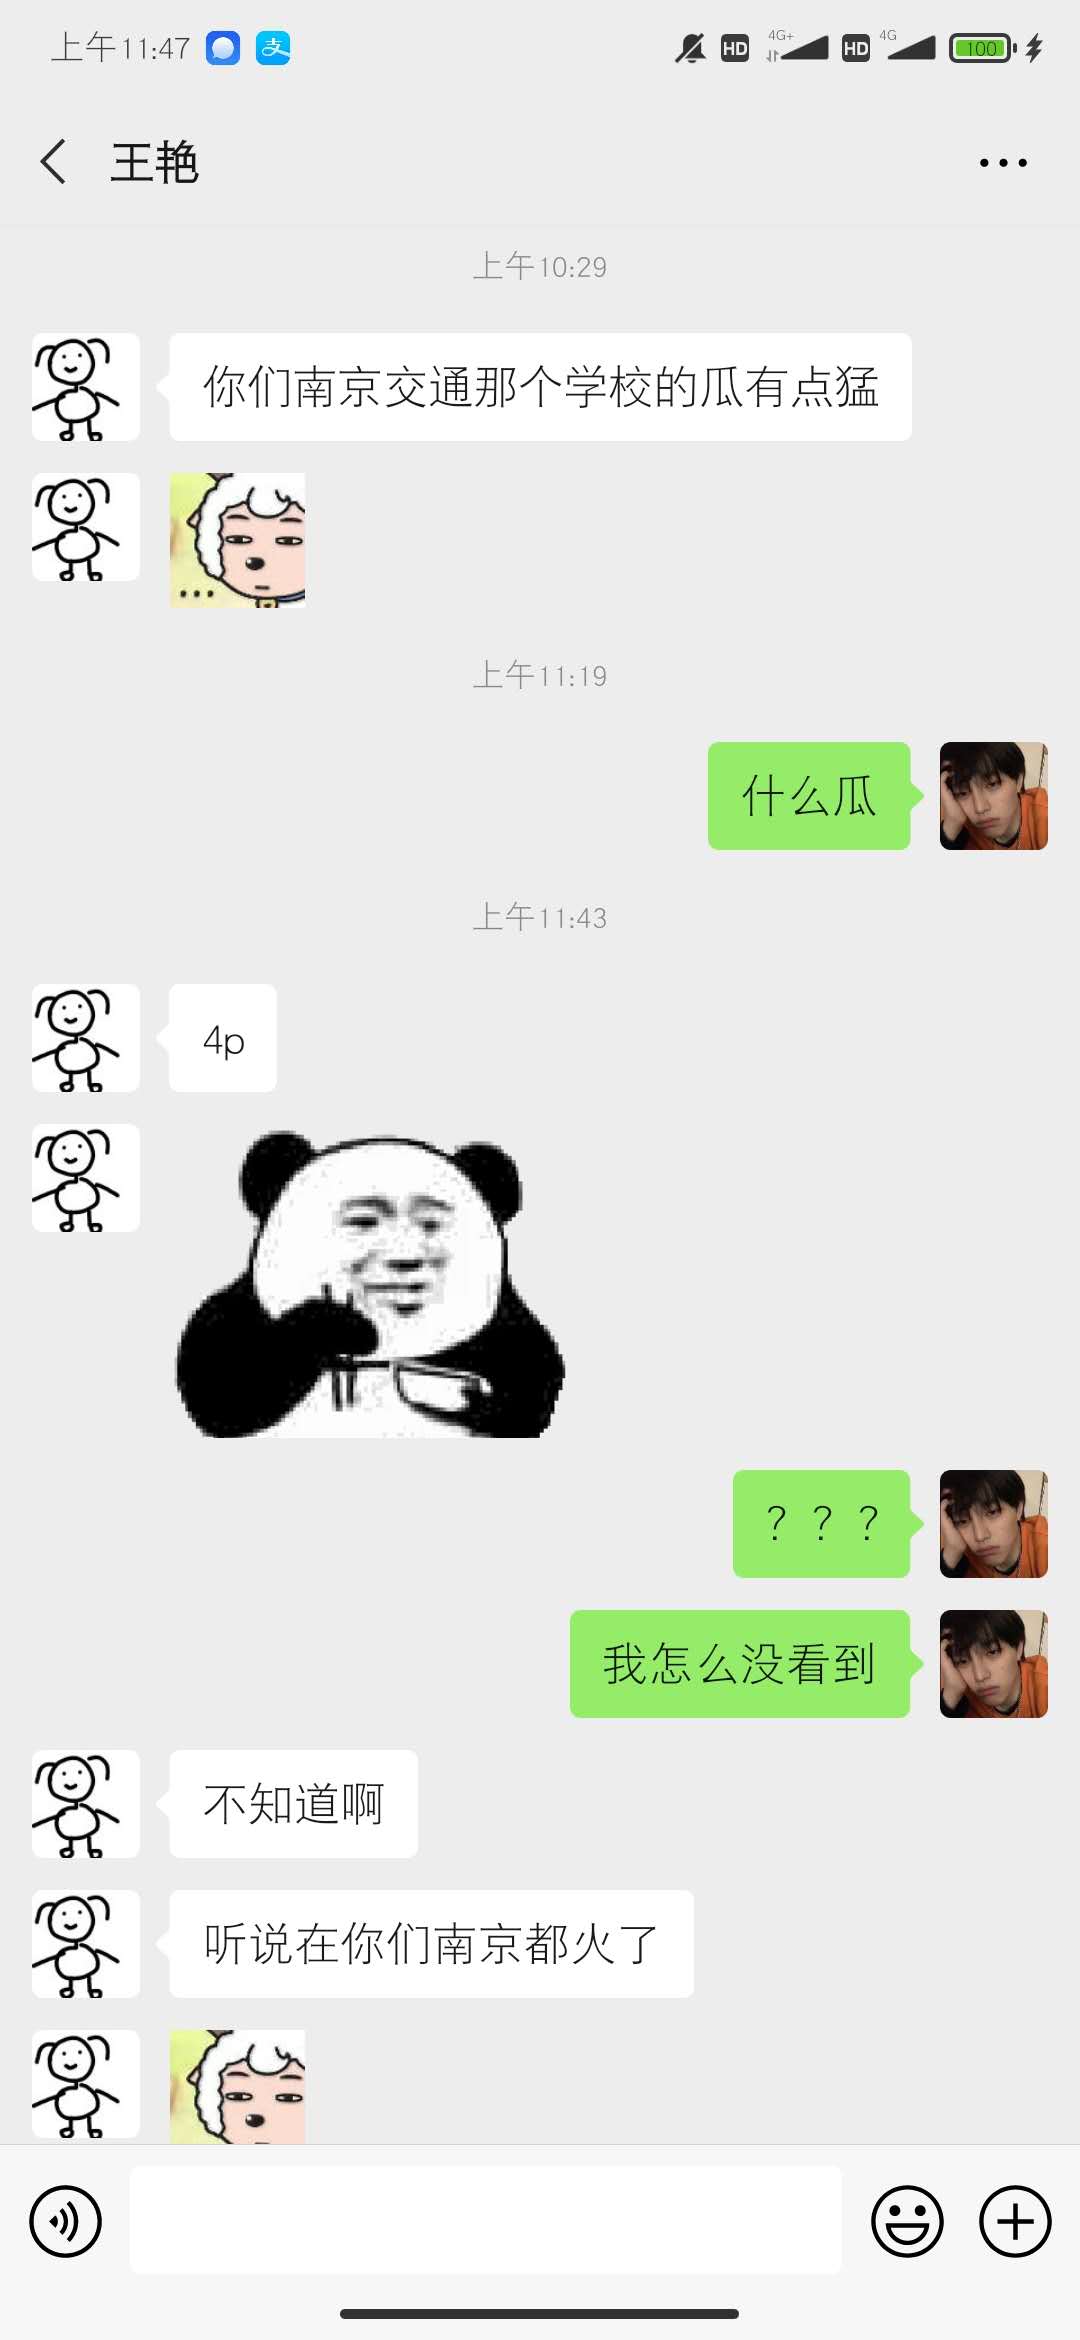 上午11:47
支
HD
4G+
HD
4G
100
王艳
上午10:29
你们南京交通那个学校的瓜有点猛
...
上午11:19
什么瓜
上午11:43
4p
？？？
我怎么没看到
不知道啊
听说在你们南京都火了